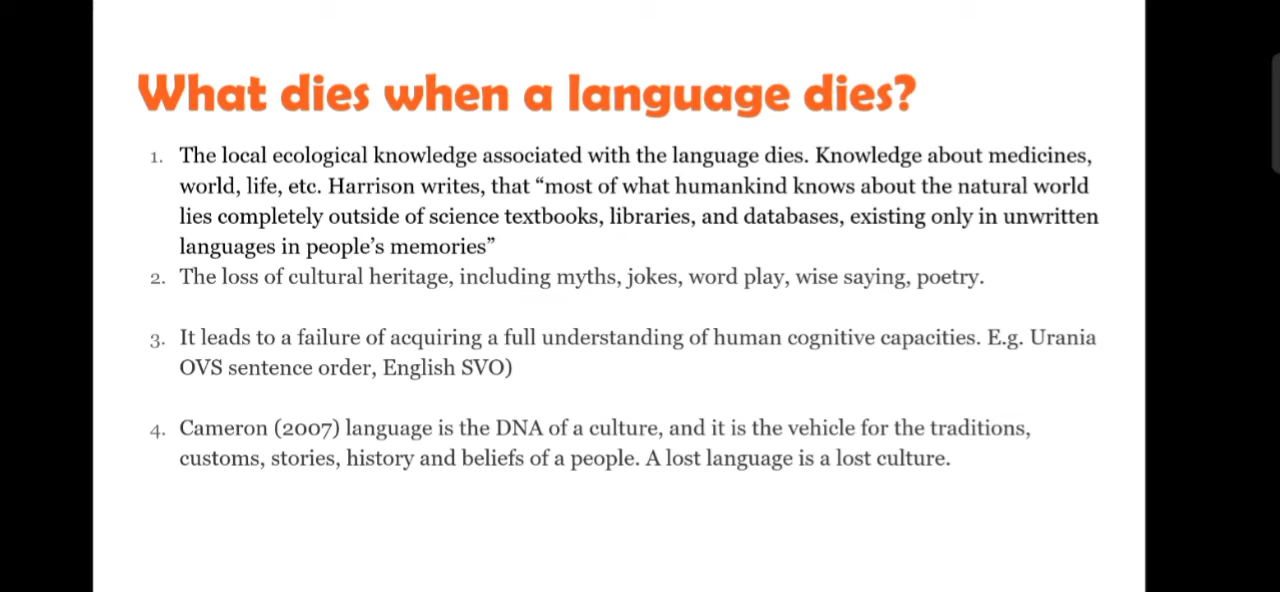 What dies when a language dies?
1. The local ecological knowledge associated with the language dies. Knowledge about medicines,
world, life, etc. Harrison writes, that “most of what humankind knows about the natural world
lies completely outside of science textbooks, libraries, and databases, existing only in unwritten
languages in people’s memories”
2. The loss of cultural heritage, including myths, jokes, word play, wise saying, poetry.
3. It leads to a failure of acquiring a full understanding of human cognitive capacities. E.g. Urania
OVS sentence order, English SVO)
4. Cameron (2007) language is the DNA of a culture, and it is the vehicle for the traditions,
customs, stories, history and beliefs of a people. A lost language is a lost culture.